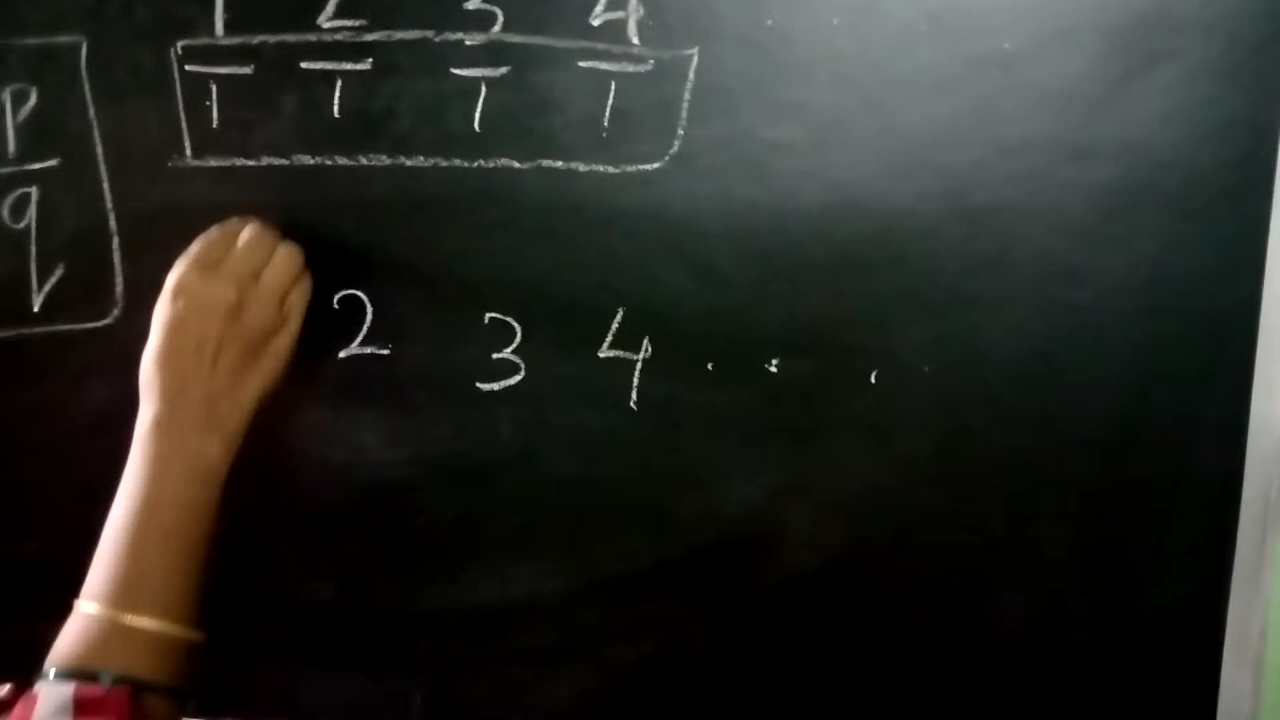 1 2 3 4 . .
— — — —
1 1 1 1
p
—
q
2 3 4 . . . .